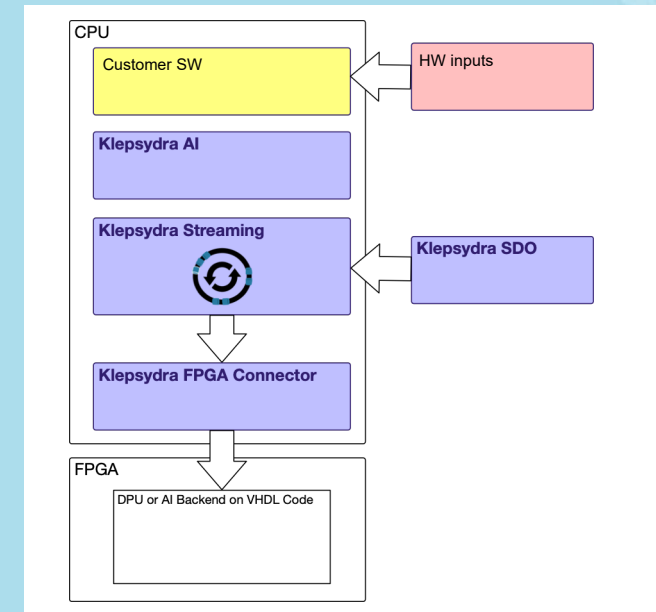 CPU
Customer SW
HW inputs
Klepsydra AI
Klepsydra Streaming
Klepsydra SDO
Klepsydra FPGA Connector
FPGA
DPU or AI Backend on VHDL Code